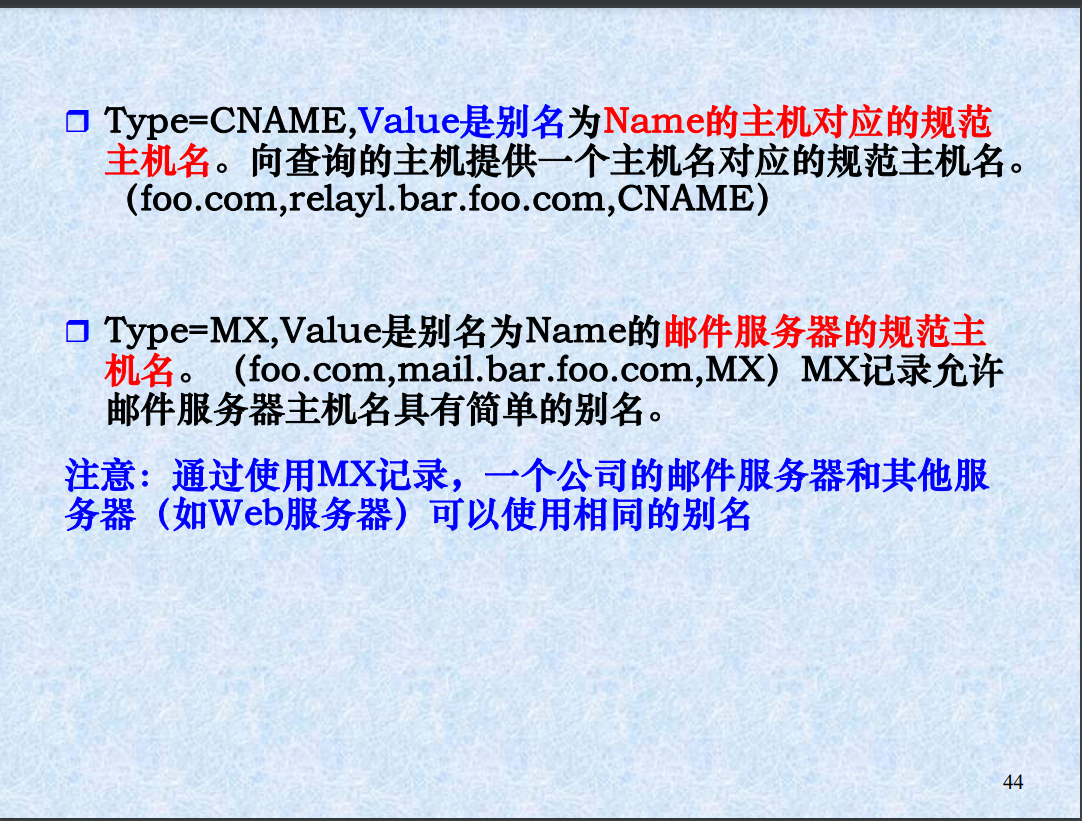 Type=CNAME,Value是别名为Name的主机对应的规范
主机名。向查询的主机提供一个主机名对应的规范主机名。
（foo.com,relayl.bar.foo.com,CNAME）
Type=MX,Value是别名为Name的邮件服务器的规范主
机名。（foo.com,mail.bar.foo.com,MX）MX记录允许
邮件服务器主机名具有简单的别名。
注意：通过使用MX记录，一个公司的邮件服务器和其他服
务器（如Web服务器）可以使用相同的别名
44